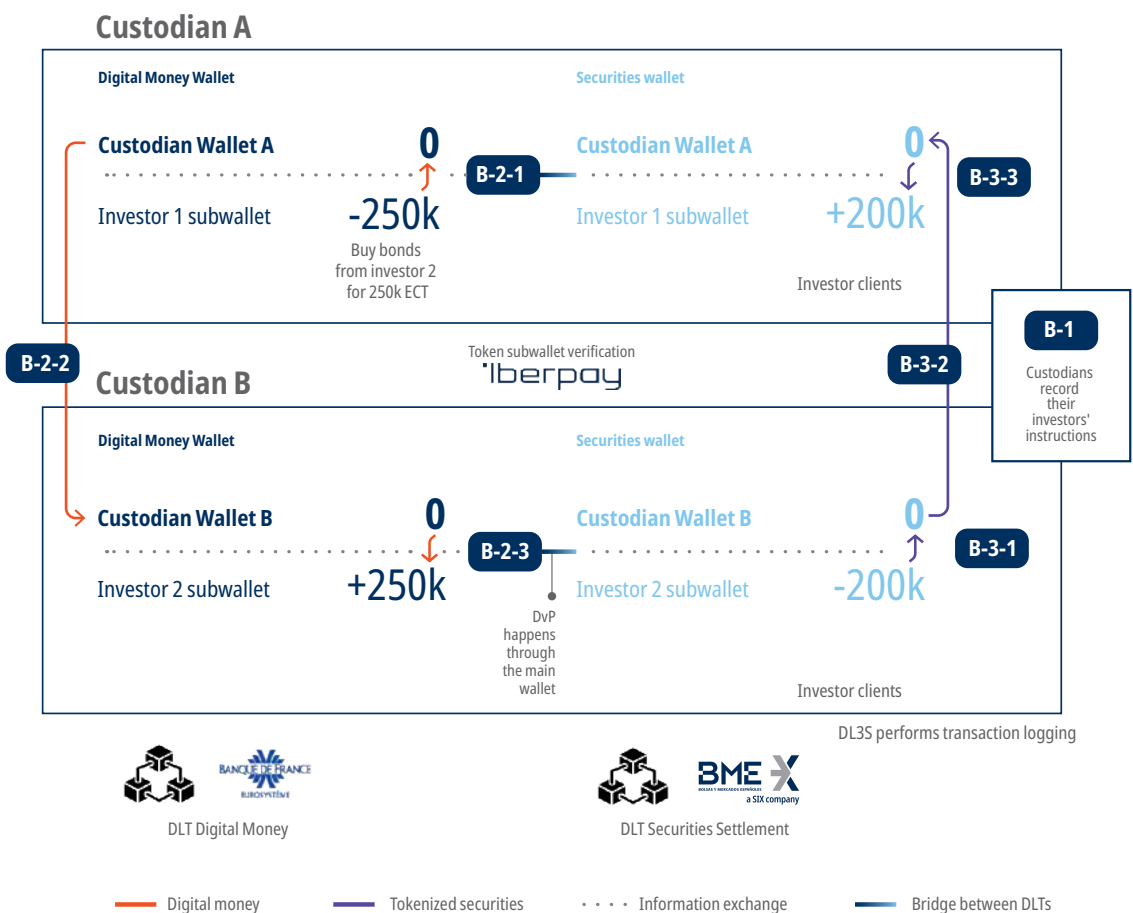 Custodian A
Digital Money Wallet
Securities wallet
Custodian Wallet A
0
B-2-1
Custodian Wallet A
0
B-3-3
Investor 1 subwallet
-250k
Investor 1 subwallet
+200k
Buy bonds
from investor 2
for 250k ECT
Investor clients
B-1
Custodians
record
their
investors'
instructions
B-2-2
Token subwallet verification
Iberpay
B-3-2
Custodian B
Digital Money Wallet
Securities wallet
Custodian Wallet B
0
B-2-3
Custodian Wallet B
0
B-3-1
Investor 2 subwallet
+250k
Investor 2 subwallet
-200k
DvP
happens
through
the main
wallet
Investor clients
DL3S performs transaction logging
BANQUE DE FRANCE
EUROSYSTÈME
BME X
BOLSAS Y MERCADOS ESPAÑOLES
a SIX company
DLT Digital Money
DLT Securities Settlement
Digital money
Tokenized securities
Information exchange
Bridge between DLTs